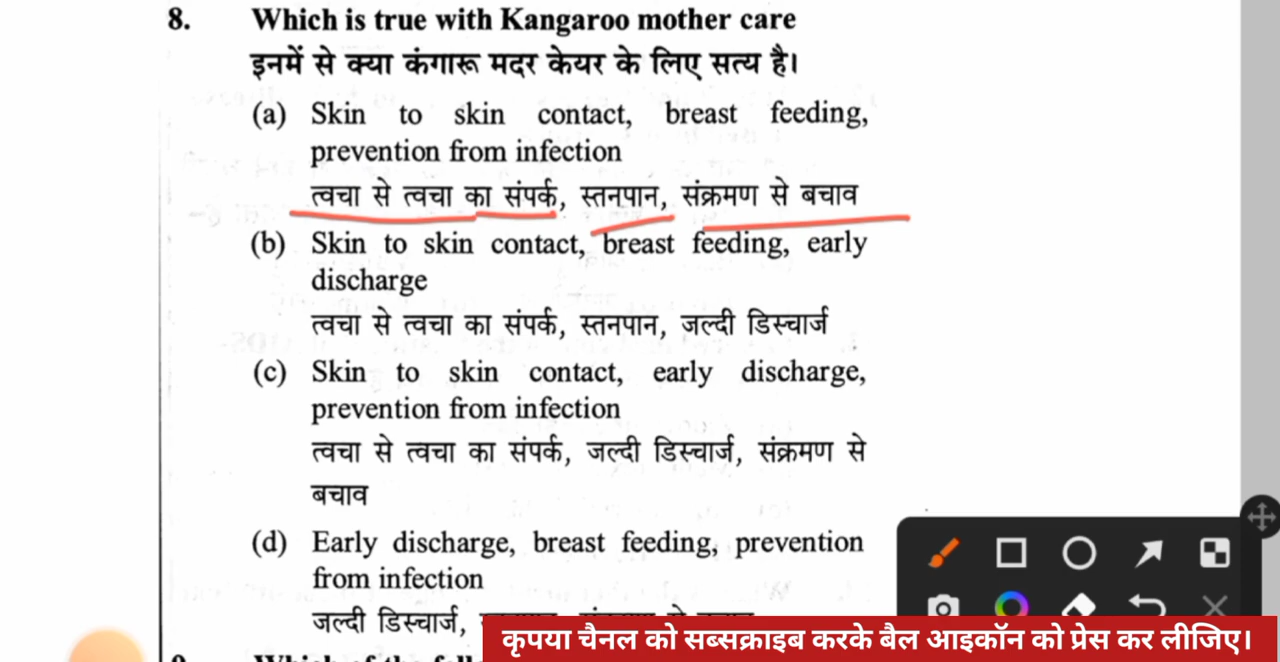 8. Which is true with Kangaroo mother care
इनमें से क्या कंगारू मदर केयर के लिए सत्य है।
(a) Skin to skin contact, breast feeding,
prevention from infection
त्वचा से त्वचा का संपर्क, स्तनपान, संक्रमण से बचाव
(b) Skin to skin contact, breast feeding, early
discharge
त्वचा से त्वचा का संपर्क, स्तनपान, जल्दी डिस्चार्ज
(c) Skin to skin contact, early discharge,
prevention from infection
त्वचा से त्वचा का संपर्क, जल्दी डिस्चार्ज, संक्रमण से
बचाव
(d) Early discharge, breast feeding, prevention
from infection
जल्दी डिस्चार्ज,
कृपया चैनल को सब्सक्राइब करके बैल आइकॉन को प्रेस कर लीजिए।
Which of the